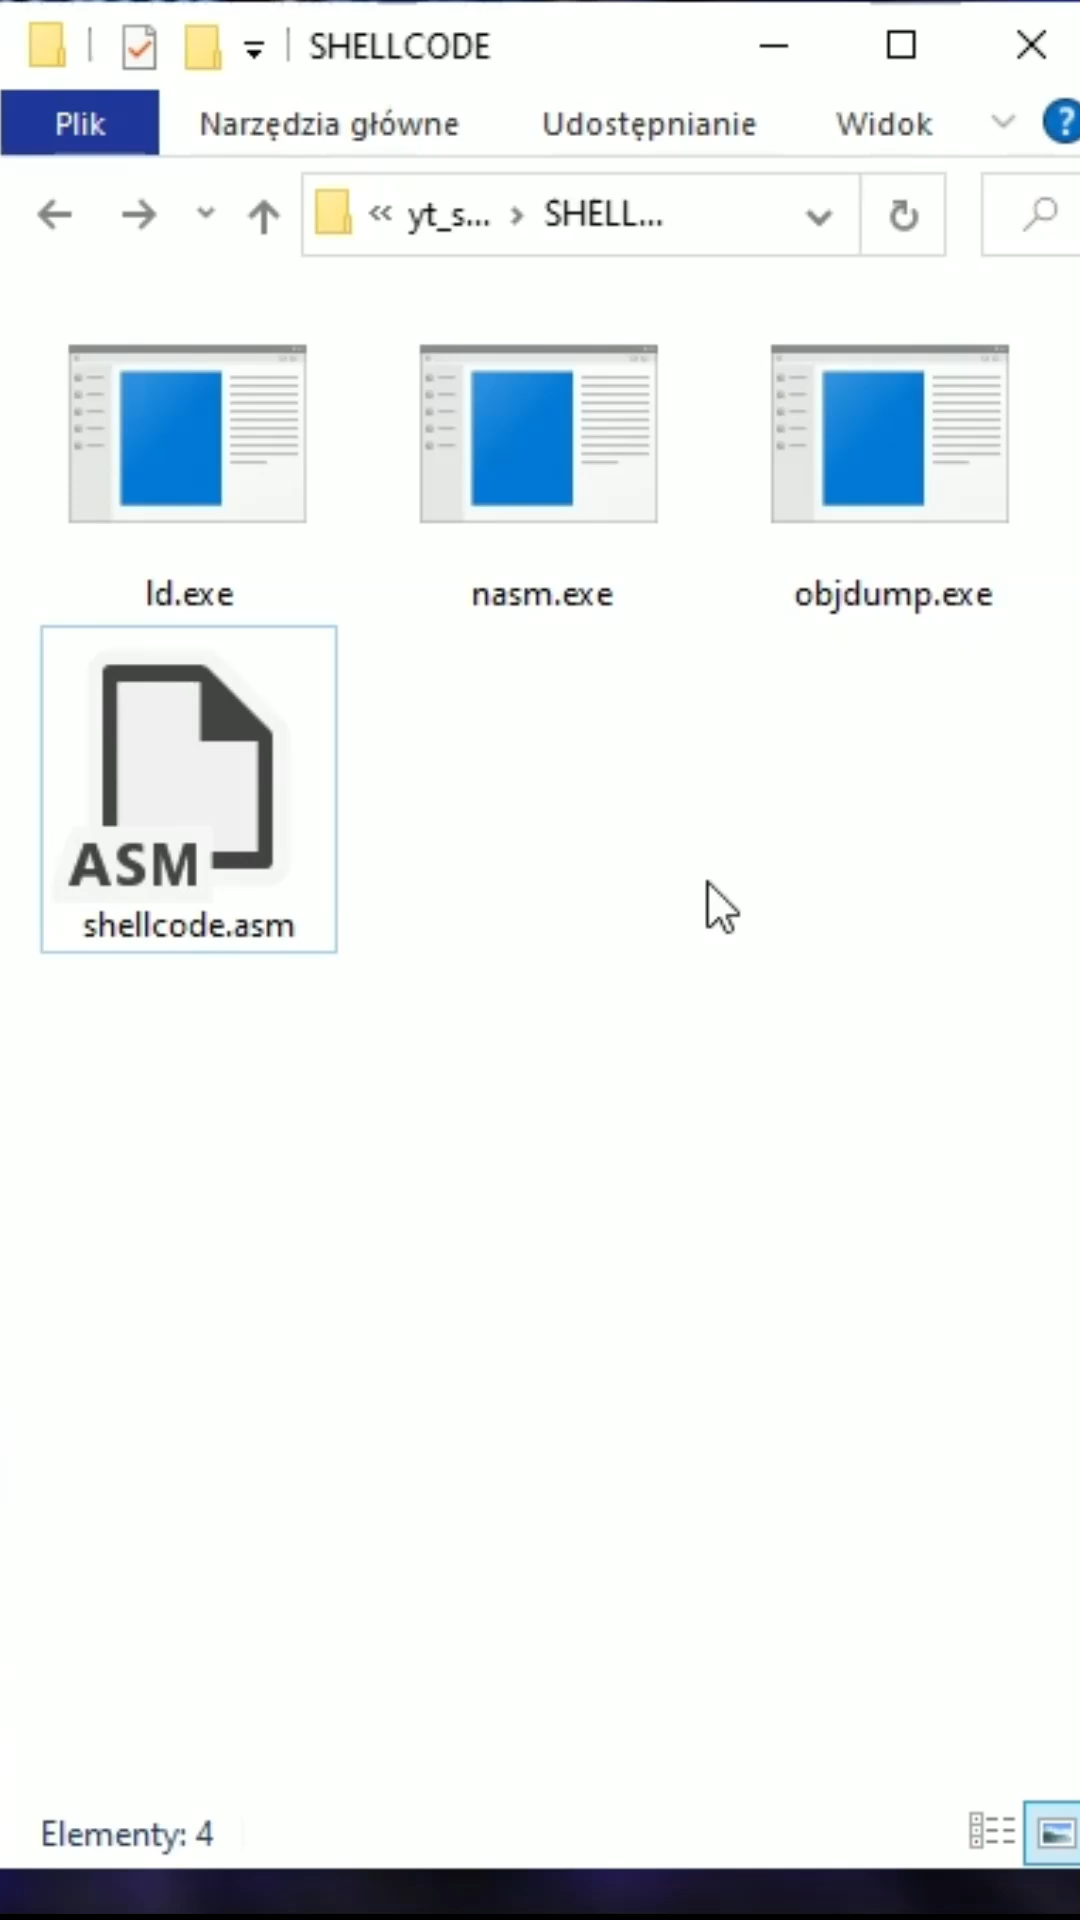 SHELLCODE
Plik Narzędzia główne Udostępnianie Widok ?
« yt_s... › SHELL...
ld.exe nasm.exe objdump.exe
ASM
shellcode.asm
Elementy: 4